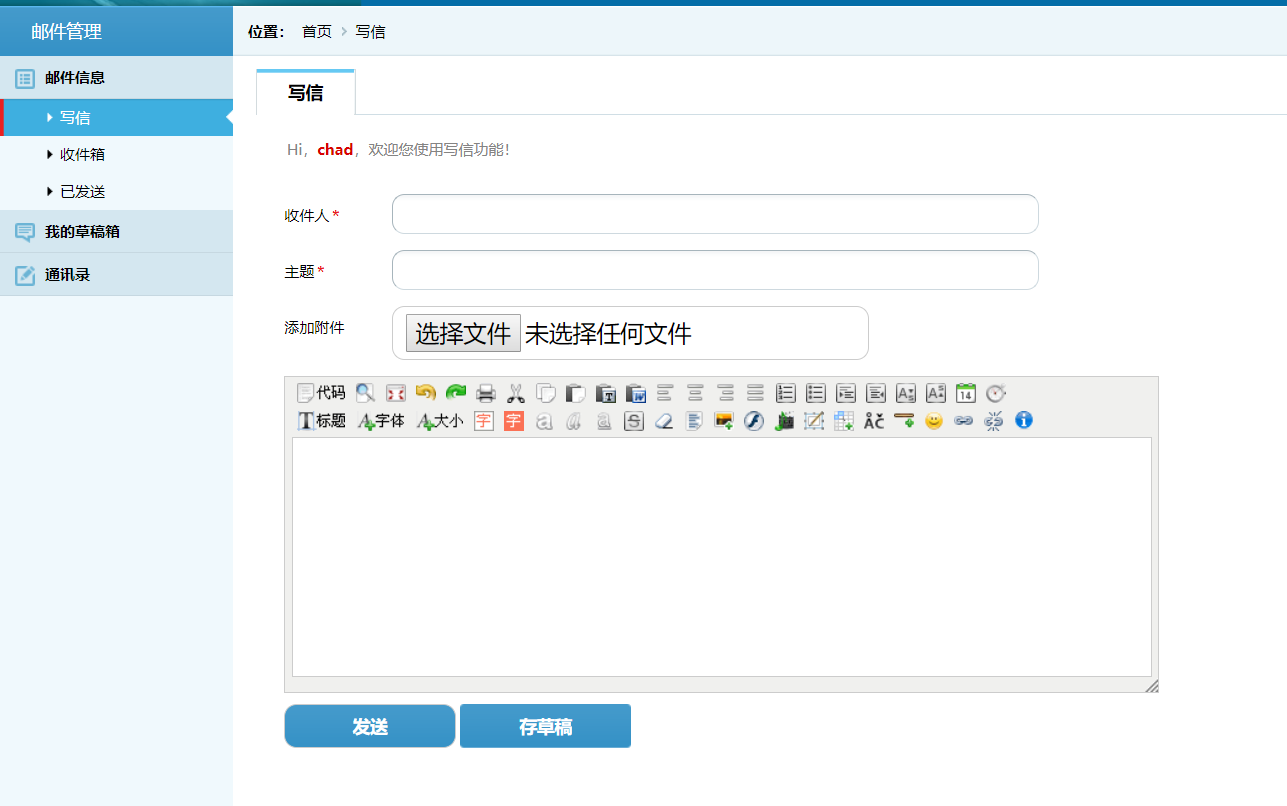 邮件管理
位置： 首页 写信
邮件信息
写信
收件箱
已发送
我的草稿箱
通讯录
写信
Hi，chad，欢迎您使用写信功能！
收件人*
主题*
添加附件 选择文件 未选择任何文件
代码 14
标题 字体 大小 字 字
发送 存草稿